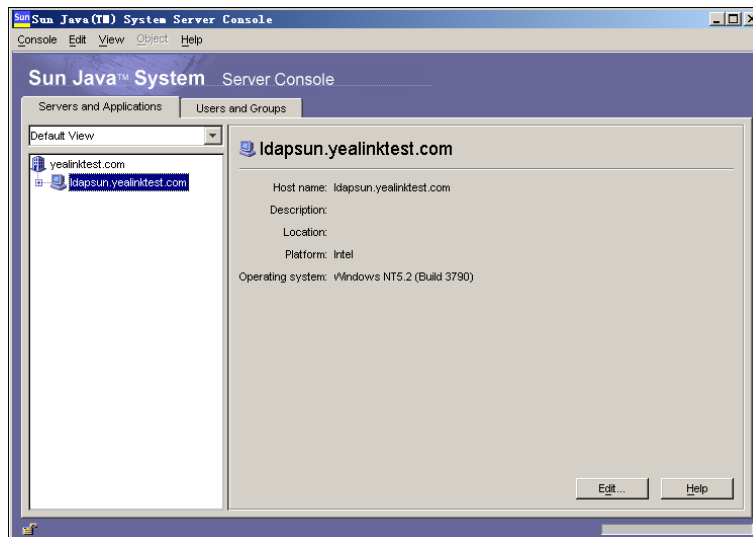 Sun Sun Java(TM) System Server Console
Console Edit View Object Help
Sun Java™ System Server Console
Servers and Applications Users and Groups
Default View
yealinktest.com
ldapsun.yealinktest.com
ldapsun.yealinktest.com
Host name: ldapsun.yealinktest.com
Description:
Location:
Platform: Intel
Operating system: Windows NT5.2 (Build 3790)
Edit... Help